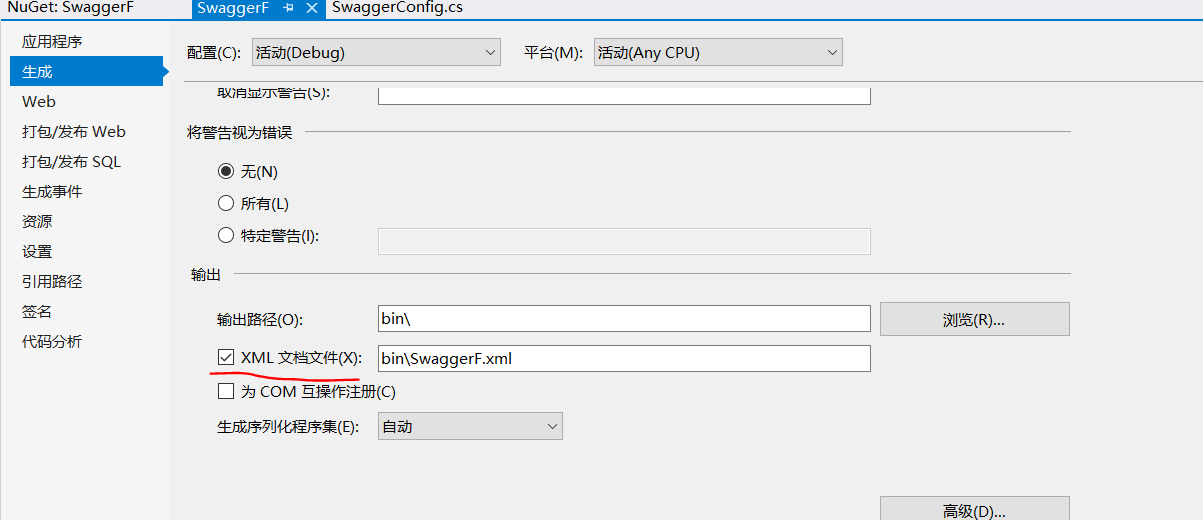 NuGet: SwaggerF SwaggerF SwaggerConfig.cs
应用程序
生成
Web
打包/发布 Web
打包/发布 SQL
生成事件
资源
设置
引用路径
签名
代码分析
配置(C): 活动(Debug) 平台(M): 活动(Any CPU)
取消显示警告(S):
将警告视为错误
无(N)
所有(L)
特定警告(I):
输出
输出路径(O): bin\ 浏览(R)...
XML 文档文件(X): bin\SwaggerF.xml
为 COM 互操作注册(C)
生成序列化程序集(E): 自动
高级(D)...